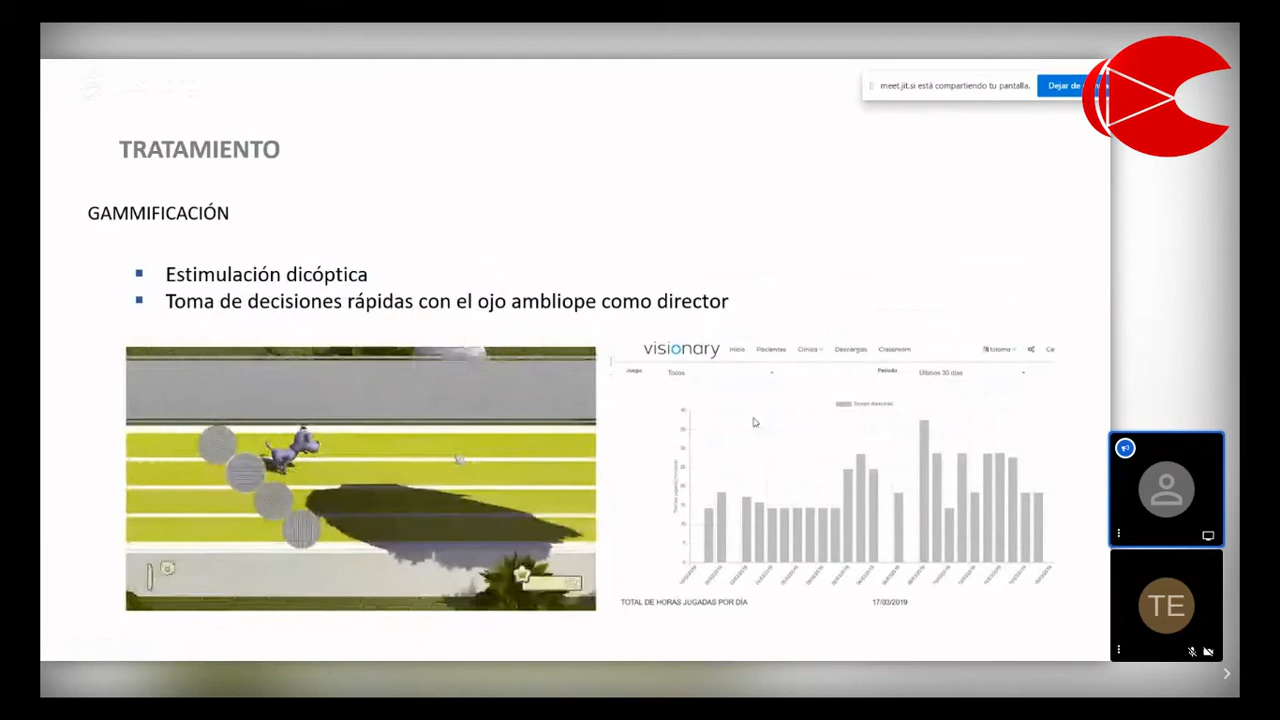 meet.jit.si está compartiendo tu pantalla.
Dejar de
TRATAMIENTO
GAMMIFICACIÓN
Estimulación dicóptica
Toma de decisiones rápidas con el ojo ambliope como director
visionary Inicio Pacientes Clínica Descargas Classroom Idioma Ce
Juego Todos Periodo Últimos 30 días
40
TOTAL DE HORAS JUGADAS POR DÍA 17/03/2019
TE